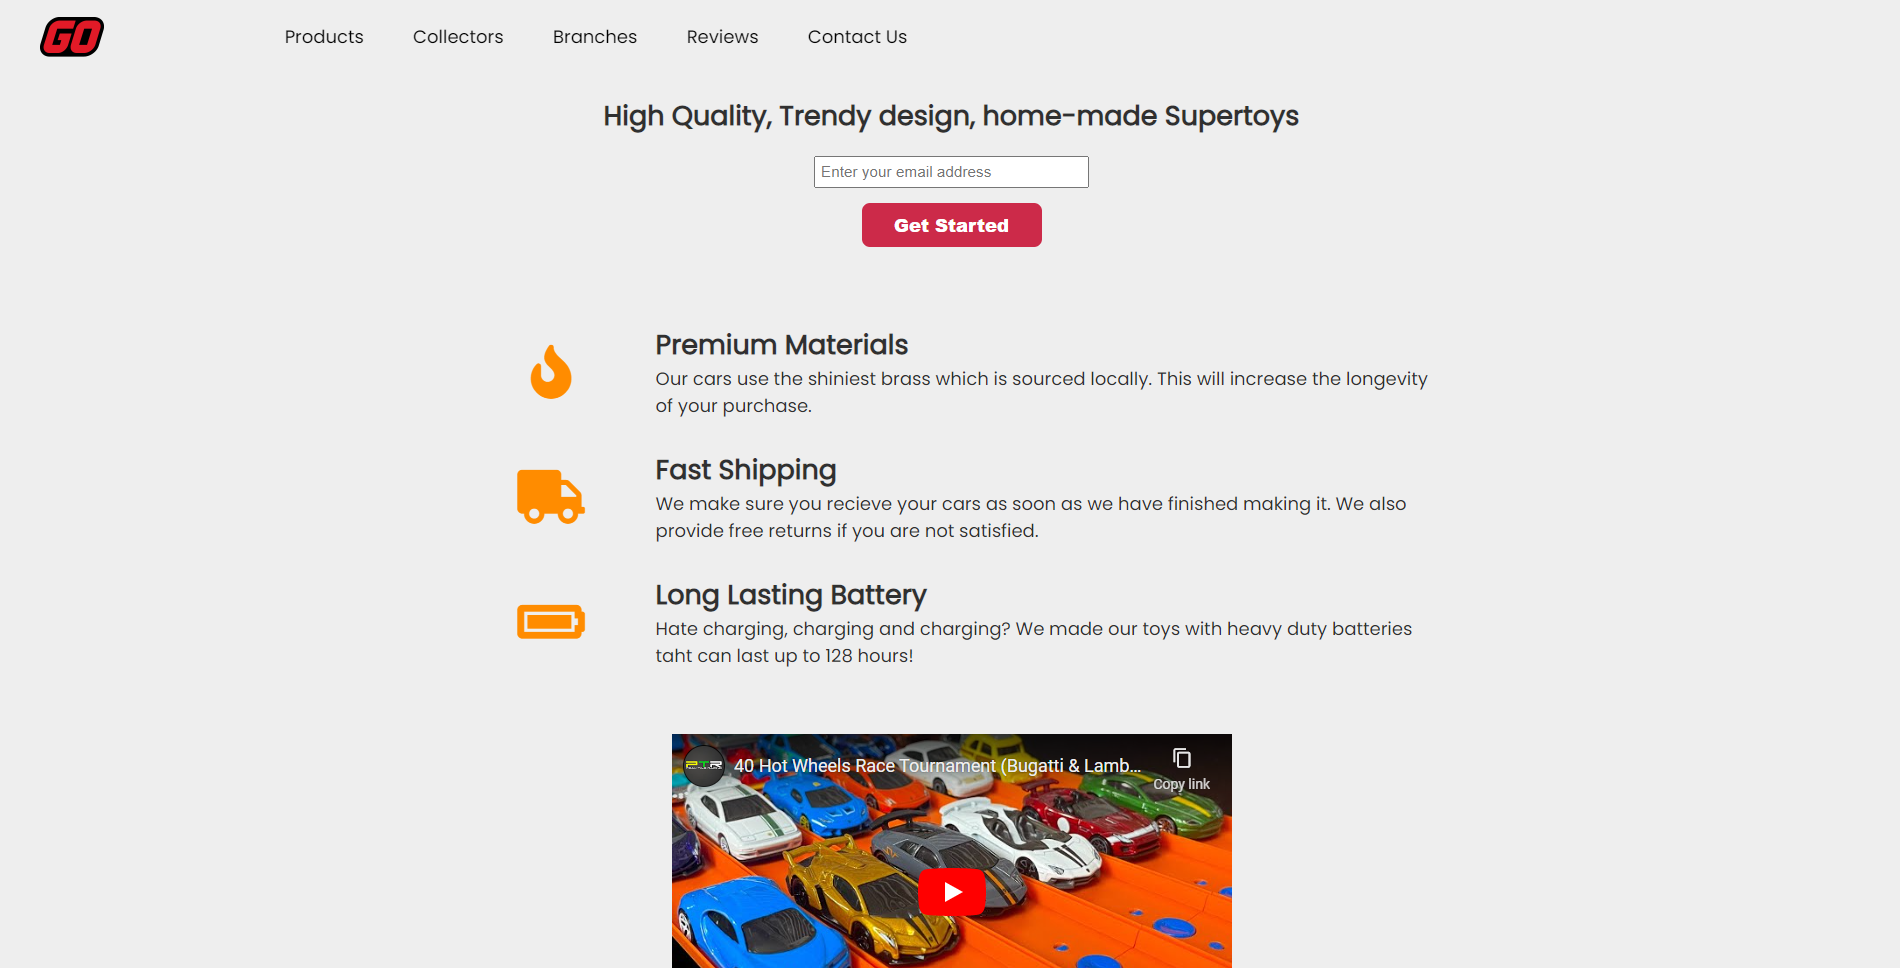 GO
Products Collectors Branches Reviews Contact Us
High Quality, Trendy design, home-made Supertoys
Enter your email address
Get Started
Premium Materials
Our cars use the shiniest brass which is sourced locally. This will increase the longevity
of your purchase.
Fast Shipping
We make sure you recieve your cars as soon as we have finished making it. We also
provide free returns if you are not satisfied.
Long Lasting Battery
Hate charging, charging and charging? We made our toys with heavy duty batteries
taht can last up to 128 hours!
40 Hot Wheels Race Tournament (Bugatti & Lamb...
Copy link